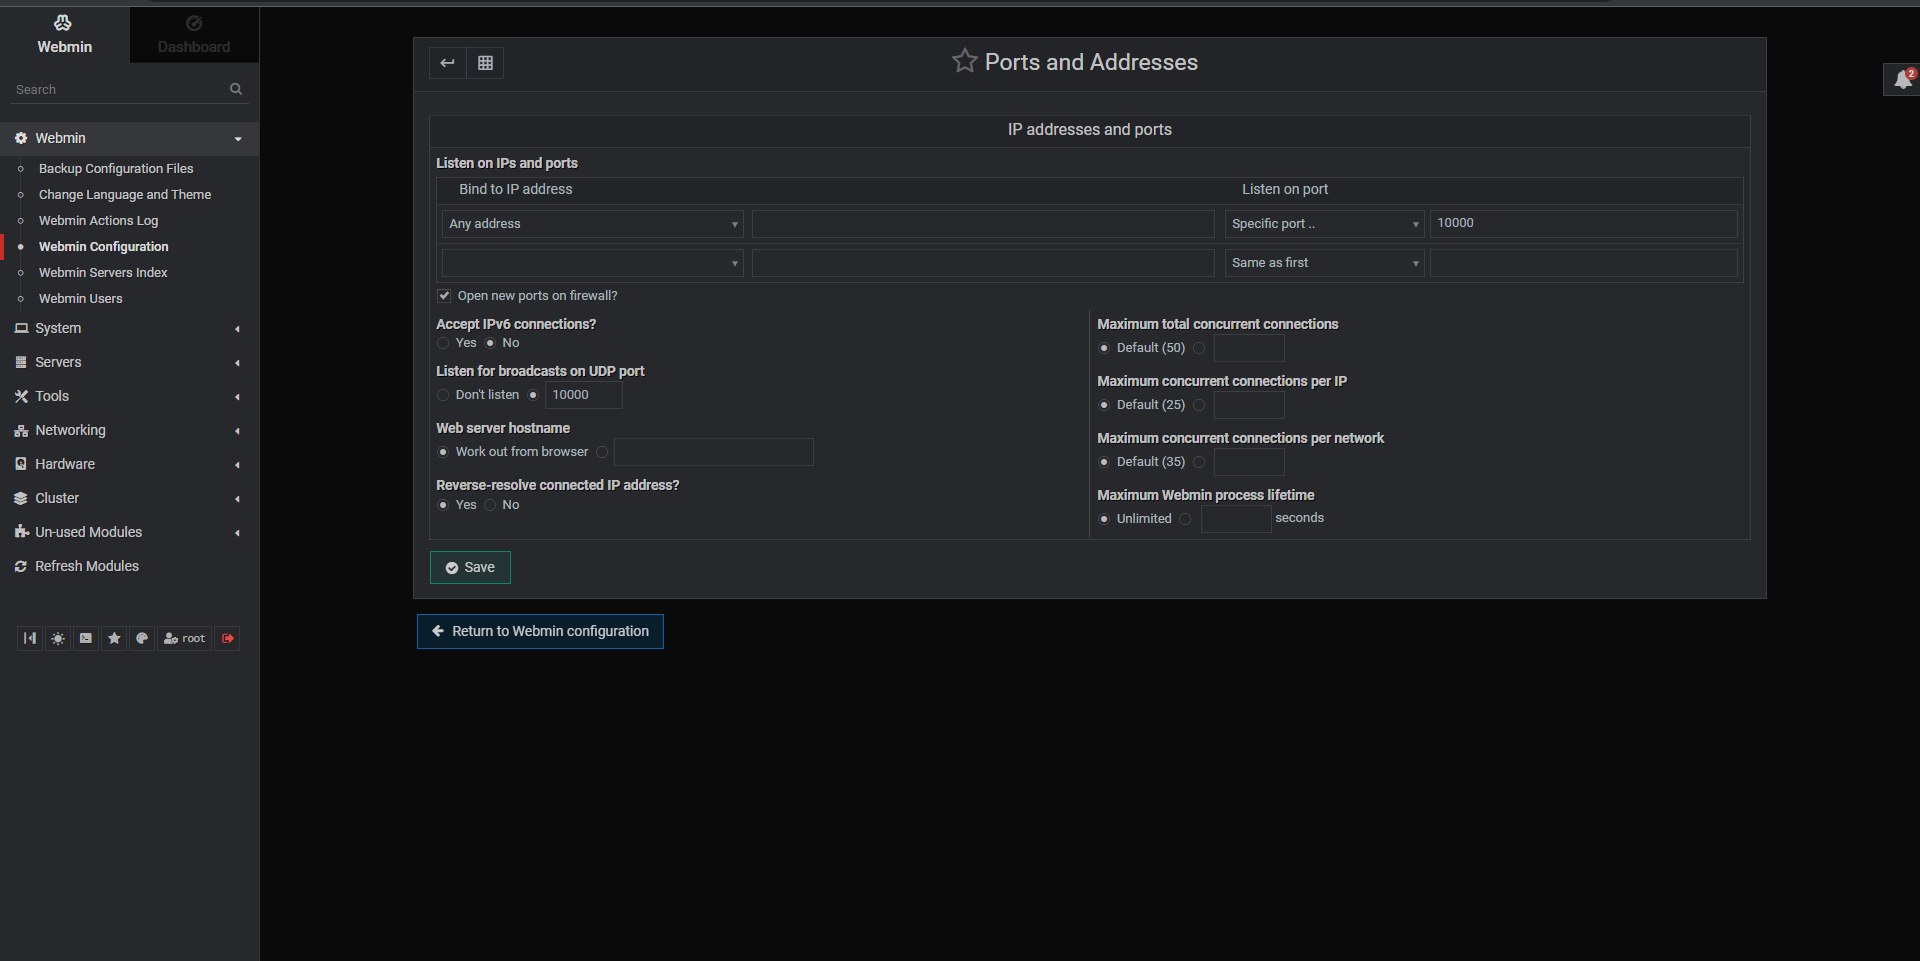 Webmin
Dashboard
Search
Webmin
Backup Configuration Files
Change Language and Theme
Webmin Actions Log
Webmin Configuration
Webmin Servers Index
Webmin Users
System
Servers
Tools
Networking
Hardware
Cluster
Un-used Modules
Refresh Modules
root
Ports and Addresses
2
IP addresses and ports
Listen on IPs and ports
Bind to IP address Listen on port
Any address Specific port .. 10000
Same as first
Open new ports on firewall?
Accept IPv6 connections?
Yes No
Listen for broadcasts on UDP port
Don't listen 10000
Web server hostname
Work out from browser
Reverse-resolve connected IP address?
Yes No
Maximum total concurrent connections
Default (50)
Maximum concurrent connections per IP
Default (25)
Maximum concurrent connections per network
Default (35)
Maximum Webmin process lifetime
Unlimited seconds
Save
Return to Webmin configuration